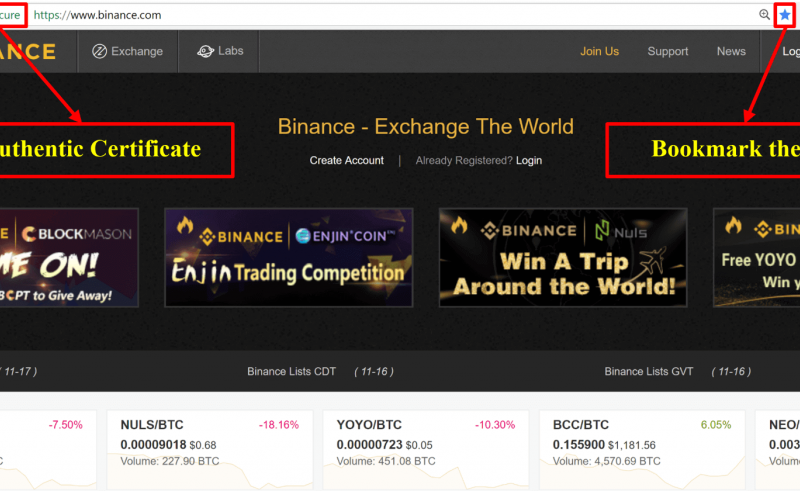 cure https://www.binance.com
NANCE Exchange Labs Join Us Support News Log
uthentic Certificate
Bookmark the
Binance - Exchange The World
Create Account | Already Registered? Login
E | BLOCKMASON
ME ON!
BCPT to Give Away!
BINANCE | ENJIN COIN
Enjin Trading Competition
BINANCE | Nuls
Win A Trip
Around the World!
BIN
Free YOYO
Win y
( 11-17 ) Binance Lists CDT ( 11-16 ) Binance Lists GVT ( 11-16 )
-7.50%
C
NULS/BTC -18.16%
0.00009018 $0.68
Volume: 227.90 BTC
YOYO/BTC -10.30%
0.00000723 $0.05
Volume: 451.08 BTC
BCC/BTC 6.05%
0.155900 $1,181.56
Volume: 4,570.69 BTC
NEO/
0.003
Volum